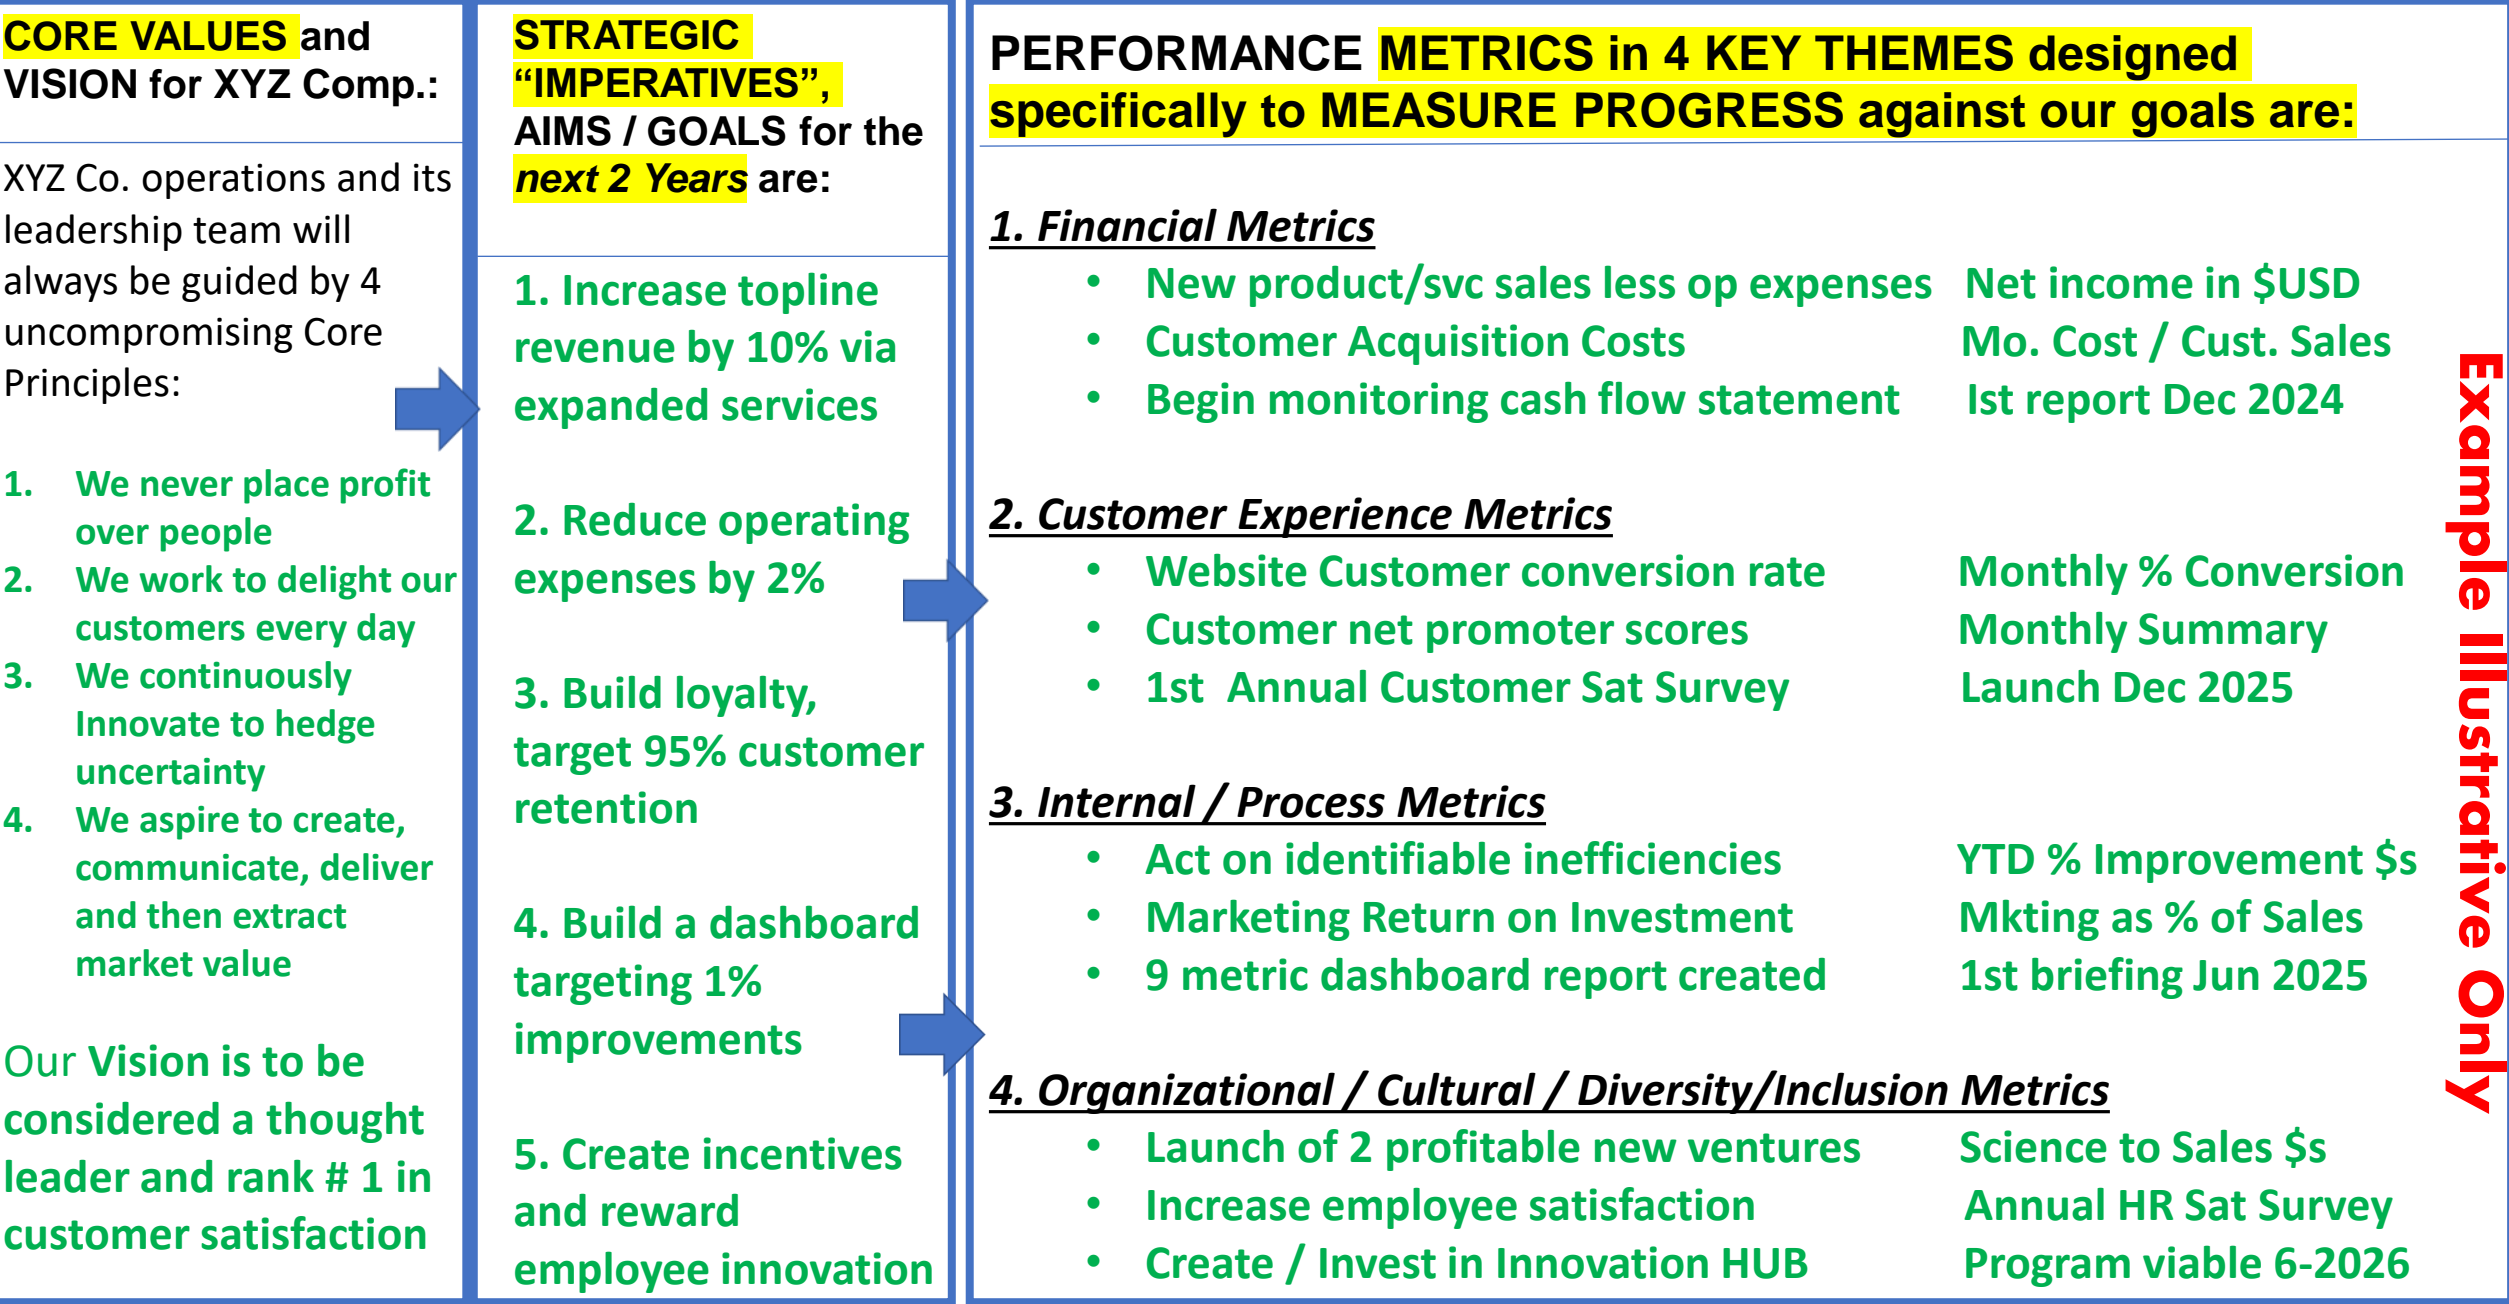 CORE VALUES and
VISION for XYZ Comp.:
XYZ Co. operations and its
leadership team will
always be guided by 4
uncompromising Core
Principles:
1. We never place profit
over people
2. We work to delight our
customers every day
3. We continuously
Innovate to hedge
uncertainty
4. We aspire to create,
communicate, deliver
and then extract
market value
Our Vision is to be
considered a thought
leader and rank # 1 in
customer satisfaction
STRATEGIC
“IMPERATIVES”,
AIMS / GOALS for the
next 2 Years are:
1. Increase topline
revenue by 10% via
expanded services
2. Reduce operating
expenses by 2%
3. Build loyalty,
target 95% customer
retention
4. Build a dashboard
targeting 1%
improvements
5. Create incentives
and reward
employee innovation
PERFORMANCE METRICS in 4 KEY THEMES designed
specifically to MEASURE PROGRESS against our goals are:
1. Financial Metrics
• New product/svc sales less op expenses Net income in $USD
• Customer Acquisition Costs Mo. Cost / Cust. Sales
• Begin monitoring cash flow statement Ist report Dec 2024
2. Customer Experience Metrics
• Website Customer conversion rate Monthly % Conversion
• Customer net promoter scores Monthly Summary
• 1st Annual Customer Sat Survey Launch Dec 2025
3. Internal / Process Metrics
• Act on identifiable inefficiencies YTD % Improvement $s
• Marketing Return on Investment Mkting as % of Sales
• 9 metric dashboard report created 1st briefing Jun 2025
4. Organizational / Cultural / Diversity/Inclusion Metrics
• Launch of 2 profitable new ventures Science to Sales $s
• Increase employee satisfaction Annual HR Sat Survey
• Create / Invest in Innovation HUB Program viable 6-2026
Example Illustrative Only